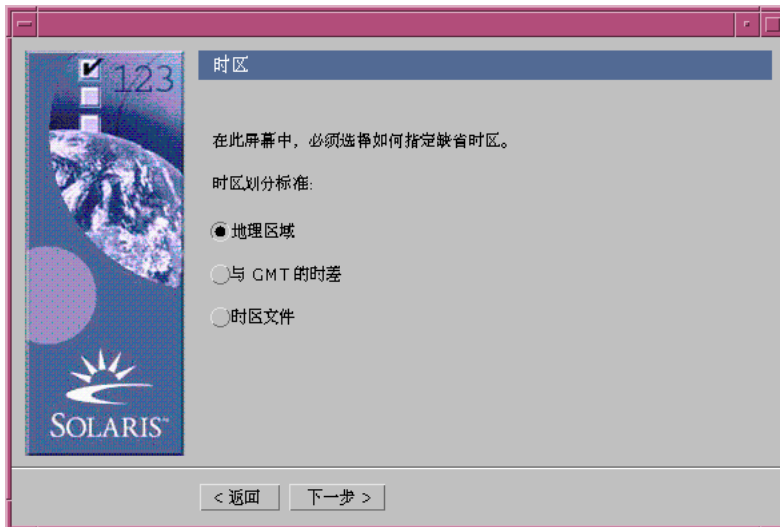 123
时区
在此屏幕中，必须选择如何指定缺省时区。
时区划分标准:
地理区域
与 GMT 的时差
时区文件
SOLARIS™
< 返回
下一步 >